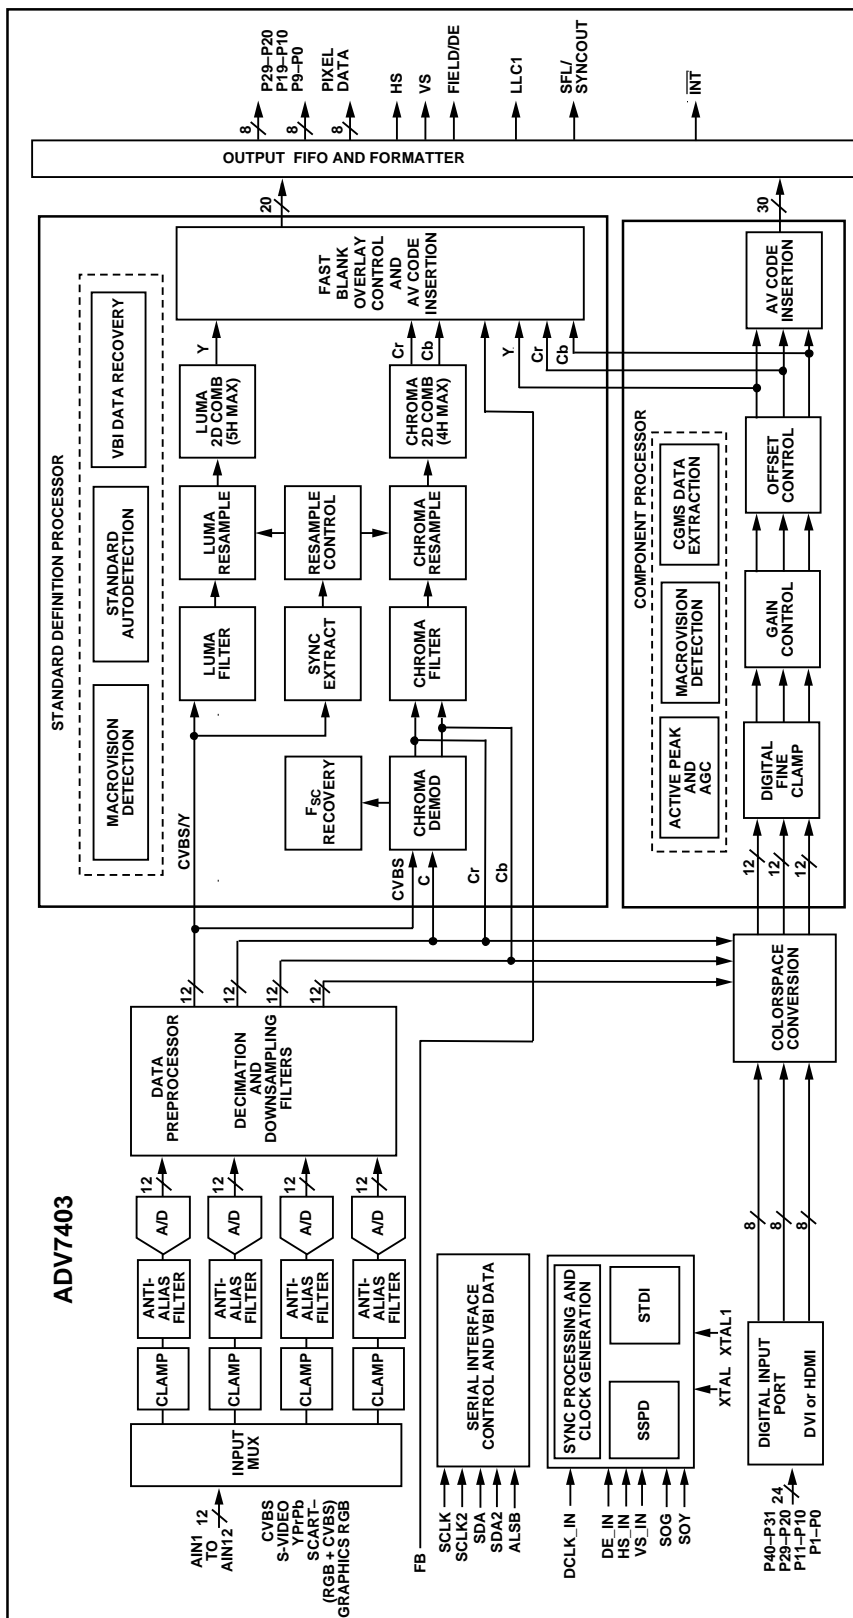 ADV7403
AIN1
TO
AIN12
12
CVBS
S-VIDEO
YPrPb
SCART–
(RGB + CVBS)
GRAPHICS RGB
INPUT
MUX
CLAMP
ANTI-
ALIAS
FILTER
A/D
12
CLAMP
ANTI-
ALIAS
FILTER
A/D
12
CLAMP
ANTI-
ALIAS
FILTER
A/D
12
CLAMP
ANTI-
ALIAS
FILTER
A/D
12
DATA
PREPROCESSOR
DECIMATION
AND
DOWNSAMPLING
FILTERS
12
12
12
12
FB
SCLK
SCLK2
SDA
SDA2
ALSB
SERIAL INTERFACE
CONTROL AND VBI DATA
DCLK_IN
DE_IN
HS_IN
VS_IN
SOG
SOY
SYNC PROCESSING AND
CLOCK GENERATION
SSPD
STDI
XTAL
XTAL1
P40–P31
P29–P20
P11–P10
P1–P0
24
DIGITAL INPUT
PORT
DVI or HDMI
8
8
8
COLORSPACE
CONVERSION
12
12
12
STANDARD DEFINITION PROCESSOR
MACROVISION
DETECTION
STANDARD
AUTODETECTION
VBI DATA RECOVERY
CVBS/Y
CVBS
C
Cr
Cb
FSC
RECOVERY
CHROMA
DEMOD
LUMA
FILTER
SYNC
EXTRACT
CHROMA
FILTER
LUMA
RESAMPLE
RESAMPLE
CONTROL
CHROMA
RESAMPLE
LUMA
2D COMB
(5H MAX)
CHROMA
2D COMB
(4H MAX)
Y
Cr
Cb
Y
Cr
Cb
FAST
BLANK
OVERLAY
CONTROL
AND
AV CODE
INSERTION
20
COMPONENT PROCESSOR
ACTIVE PEAK
AND
AGC
MACROVISION
DETECTION
CGMS DATA
EXTRACTION
DIGITAL
FINE
CLAMP
GAIN
CONTROL
OFFSET
CONTROL
AV CODE
INSERTION
30
OUTPUT FIFO AND FORMATTER
8
8
8
P29–P20
P19–P10
P9–P0
PIXEL
DATA
HS
VS
FIELD/DE
LLC1
SFL/
SYNCOUT
INT